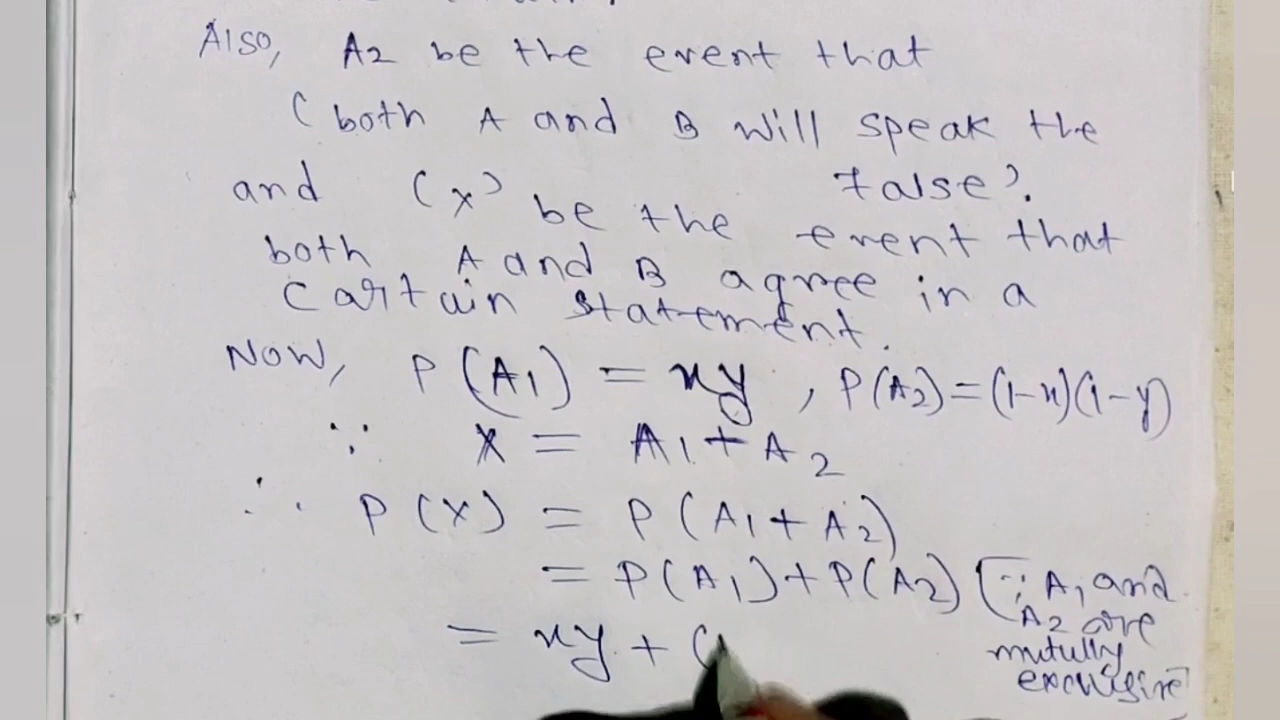 Also, A2 be the event that
(both A and B will speak the
false).
and (x) be the event that
both A and B agree in a
cartain statement.
Now, P(A1) = xy, P(A2) = (1-x)(1-y)
∵ X = A1 + A2
∴ P(X) = P(A1 + A2)
= P(A1) + P(A2) [∵ A1 and
A2 are
mutully
exclusive]
= xy + (